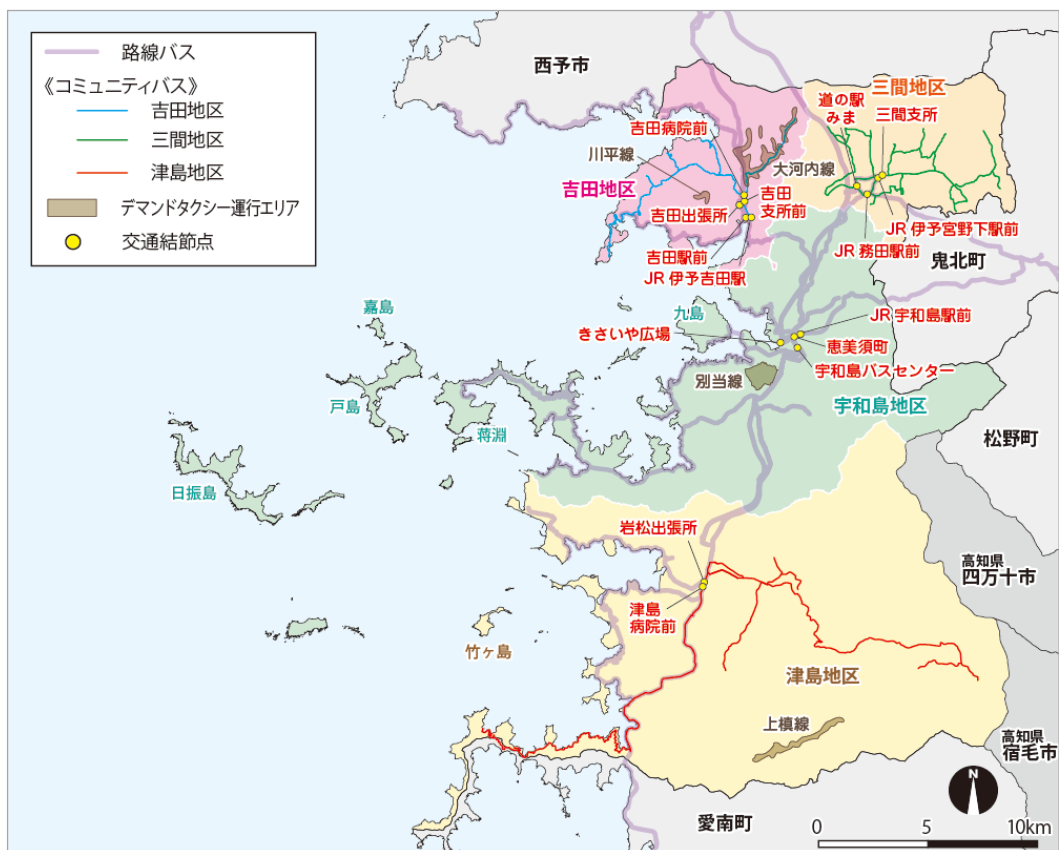 路線バス
《コミュニティバス》
吉田地区
三間地区
津島地区
デマンドタクシー運行エリア
交通結節点
西予市
三間地区
道の駅
みま
三間支所
吉田病院前
川平線
大河内線
吉田地区
吉田
支所前
吉田出張所
JR 伊予宮野下駅前
吉田駅前
JR 務田駅前
JR 伊予吉田駅
鬼北町
嘉島
九島
JR 宇和島駅前
きさいや広場
恵美須町
宇和島バスセンター
別当線
戸島
蒋淵
宇和島地区
松野町
日振島
岩松出張所
高知県
四万十市
津島
病院前
竹ヶ島
津島地区
上槙線
高知県
宿毛市
N
愛南町
0
5
10km